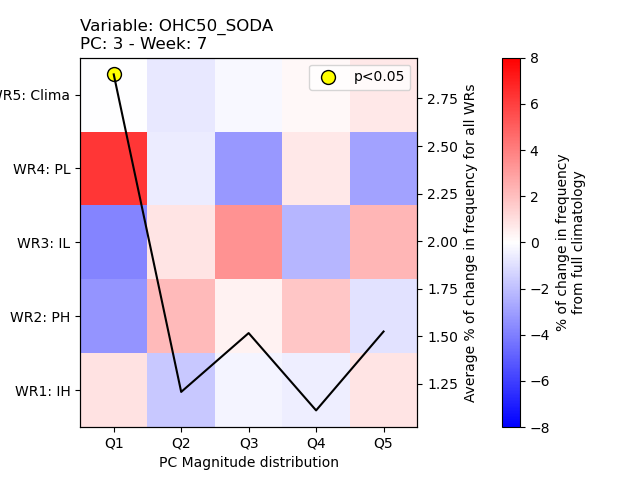 Variable: OHC50_SODA
PC: 3 - Week: 7
p<0.05
WR5: Clima
WR4: PL
WR3: IL
WR2: PH
WR1: IH
Q1 Q2 Q3 Q4 Q5
PC Magnitude distribution
2.75
2.50
2.25
2.00
1.75
1.50
1.25
Average % of change in frequency for all WRs
8
6
4
2
0
−2
−4
−6
−8
% of change in frequency
from full climatology